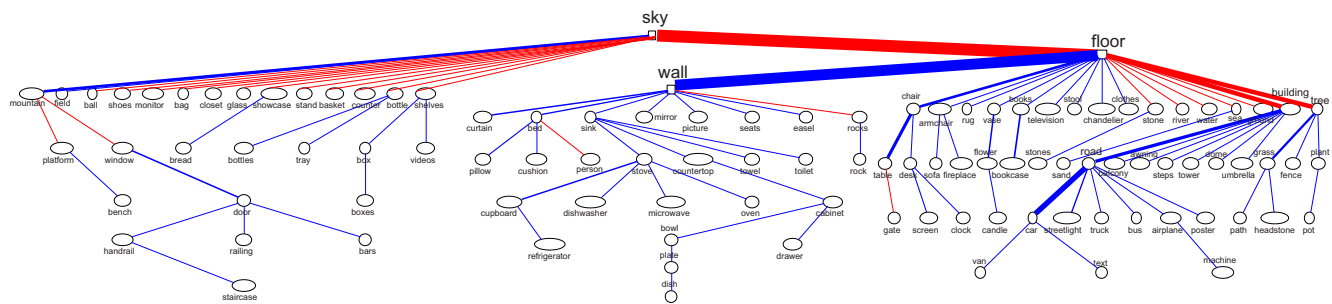 sky
floor
wall
mountain field ball shoes monitor bag closet glass showcase stand basket counter bottle shelves
chair armchair rug vase books television stool chandelier clothes stone river water sea building tree
curtain bed sink mirror picture seats easel rocks
platform window bread bottles tray box videos
pillow cushion person stove countertop towel toilet rock
table desk sofa fireplace flower bookcase stones sand road balcony awning steps tower dome umbrella grass fence plant
bench door boxes
cupboard dishwasher microwave oven cabinet
gate screen clock candle car streetlight truck bus airplane poster path headstone pot
handrail railing bars
bowl refrigerator drawer
van text machine
plate
staircase
dish